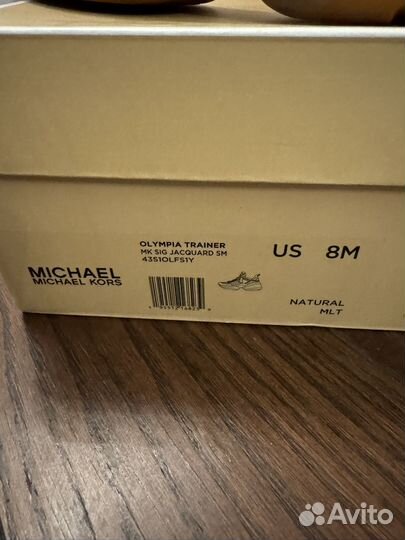 OLYMPIA TRAINER
MK SIG JACQUARD SM
43S1OLFS1Y
US 8M
MICHAEL
MICHAEL KORS
NATURAL
MLT
Avito